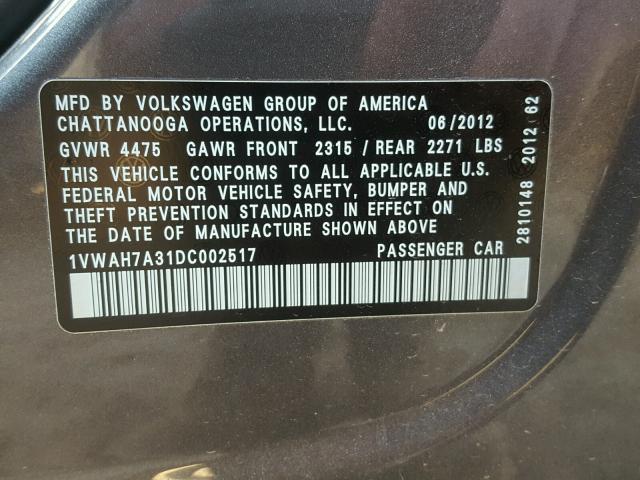 MFD BY VOLKSWAGEN GROUP OF AMERICA
CHATTANOOGA OPERATIONS, LLC. 06/2012
GVWR 4475 GAWR FRONT 2315 / REAR 2271 LBS
THIS VEHICLE CONFORMS TO ALL APPLICABLE U.S.
FEDERAL MOTOR VEHICLE SAFETY, BUMPER AND
THEFT PREVENTION STANDARDS IN EFFECT ON
THE DATE OF MANUFACTURE SHOWN ABOVE
1VWAH7A31DC002517 PASSENGER CAR
2810148 2012 62